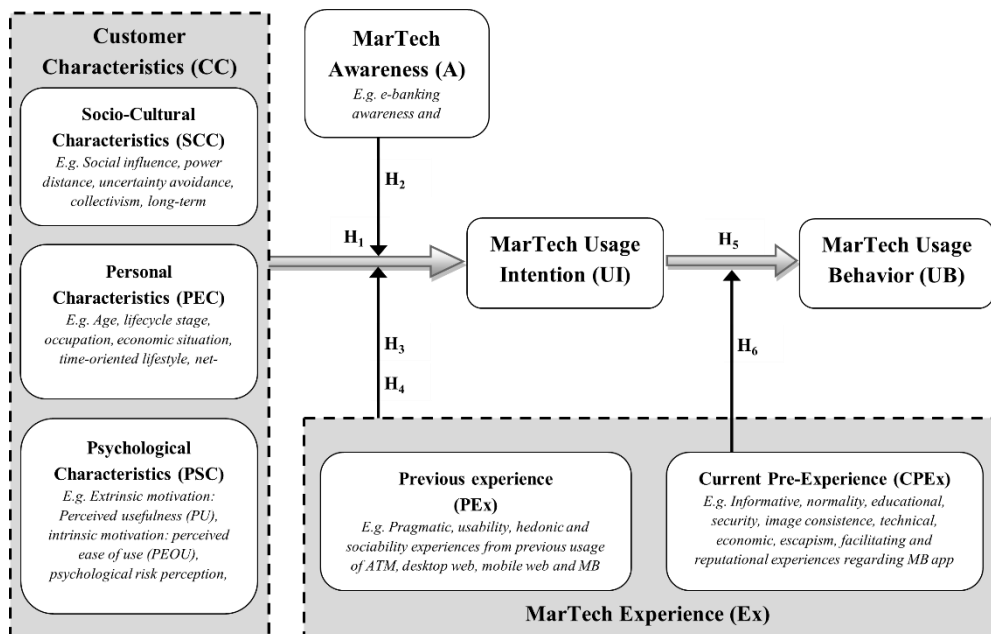 Customer
Characteristics (CC)
Socio-Cultural
Characteristics (SCC)
E.g. Social influence, power
distance, uncertainty avoidance,
collectivism, long-term
Personal
Characteristics (PEC)
E.g. Age, lifecycle stage,
occupation, economic situation,
time-oriented lifestyle, net-
Psychological
Characteristics (PSC)
E.g. Extrinsic motivation:
Perceived usefulness (PU),
intrinsic motivation: perceived
ease of use (PEOU),
psychological risk perception,
MarTech
Awareness (A)
E.g. e-banking
awareness and
H₂
H₁
H₃
H₄
MarTech Usage
Intention (UI)
H₅
MarTech Usage
Behavior (UB)
H₆
Previous experience
(PEx)
E.g. Pragmatic, usability, hedonic and
sociability experiences from previous usage
of ATM, desktop web, mobile web and MB
Current Pre-Experience (CPEx)
E.g. Informative, normality, educational,
security, image consistence, technical,
economic, escapism, facilitating and
reputational experiences regarding MB app
MarTech Experience (Ex)